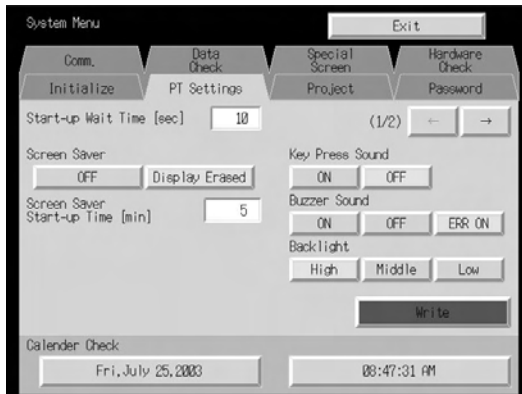 System Menu
Exit
Comm.
Data Check
Special Screen
Hardware Check
Initialize
PT Settings
Project
Password
Start-up Wait Time [sec] 10
(1/2) ← →
Screen Saver
OFF Display Erased
Key Press Sound
ON OFF
Screen Saver
Start-up Time [min] 5
Buzzer Sound
ON OFF ERR ON
Backlight
High Middle Low
Write
Calender Check
Fri,July 25,2003
08:47:31 AM